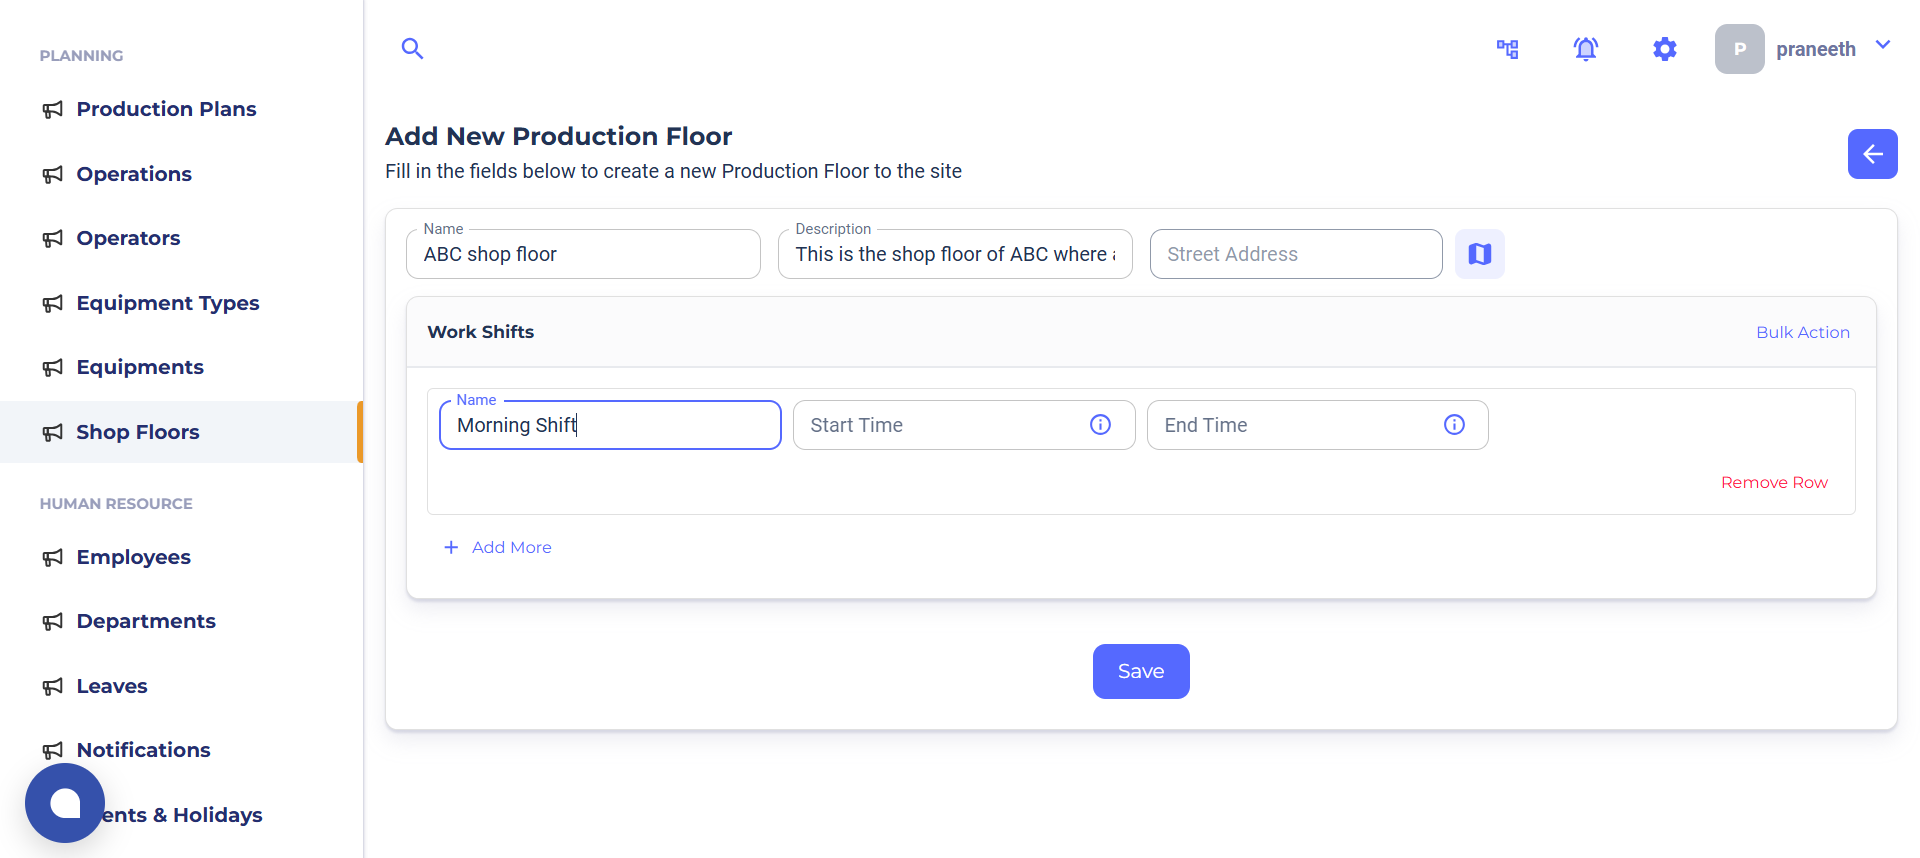 PLANNING
Production Plans
Operations
Operators
Equipment Types
Equipments
Shop Floors
HUMAN RESOURCE
Employees
Departments
Leaves
Notifications
ents & Holidays
P praneeth
Add New Production Floor
Fill in the fields below to create a new Production Floor to the site
Name
ABC shop floor
Description
This is the shop floor of ABC where
Street Address
Work Shifts
Bulk Action
Name
Morning Shift
Start Time
End Time
Remove Row
+ Add More
Save